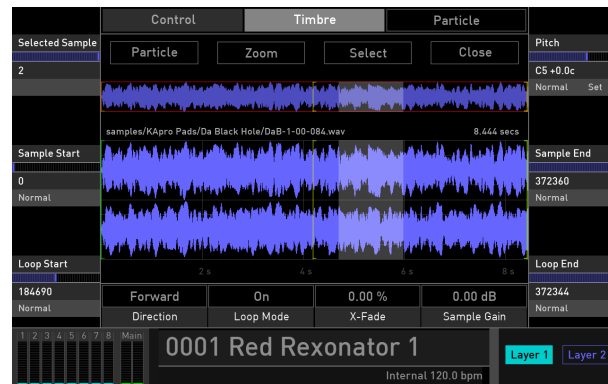 Control Timbre Particle
Selected Sample Particle Zoom Select Close Pitch
2 C5 +0.0c
Normal Set
samples/KApro Pads/Da Black Hole/DaB-1-00-084.wav 8.444 secs
Sample Start Sample End
0 372360
Normal Normal
Loop Start Loop End
2 s 4 s 6 s 8 s
184690 Forward On 0.00 % 0.00 dB 372344
Normal Direction Loop Mode X-Fade Sample Gain Normal
1 2 3 4 5 6 7 8 Main
0001 Red Rexonator 1
Layer 1 Layer 2
Internal 120.0 bpm